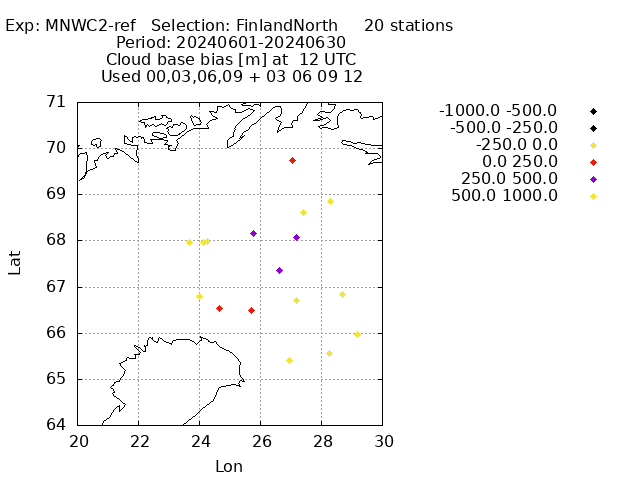 Exp: MNWC2-ref   Selection: FinlandNorth     20 stations
Period: 20240601-20240630
Cloud base bias [m] at  12 UTC
Used 00,03,06,09 + 03 06 09 12
-1000.0 -500.0
-500.0 -250.0
-250.0 0.0
0.0 250.0
250.0 500.0
500.0 1000.0
71
70
69
68
67
66
65
64
Lat
20 22 24 26 28 30
Lon